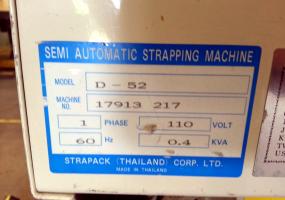 SEMI AUTOMATIC STRAPPING MACHINE
MODEL D-52
MACHINE NO. 17913 217
1 PHASE 110 VOLT
60 Hz 0.4 KVA
STRAPACK (THAILAND) CORP. LTD.
MADE IN THAILAND